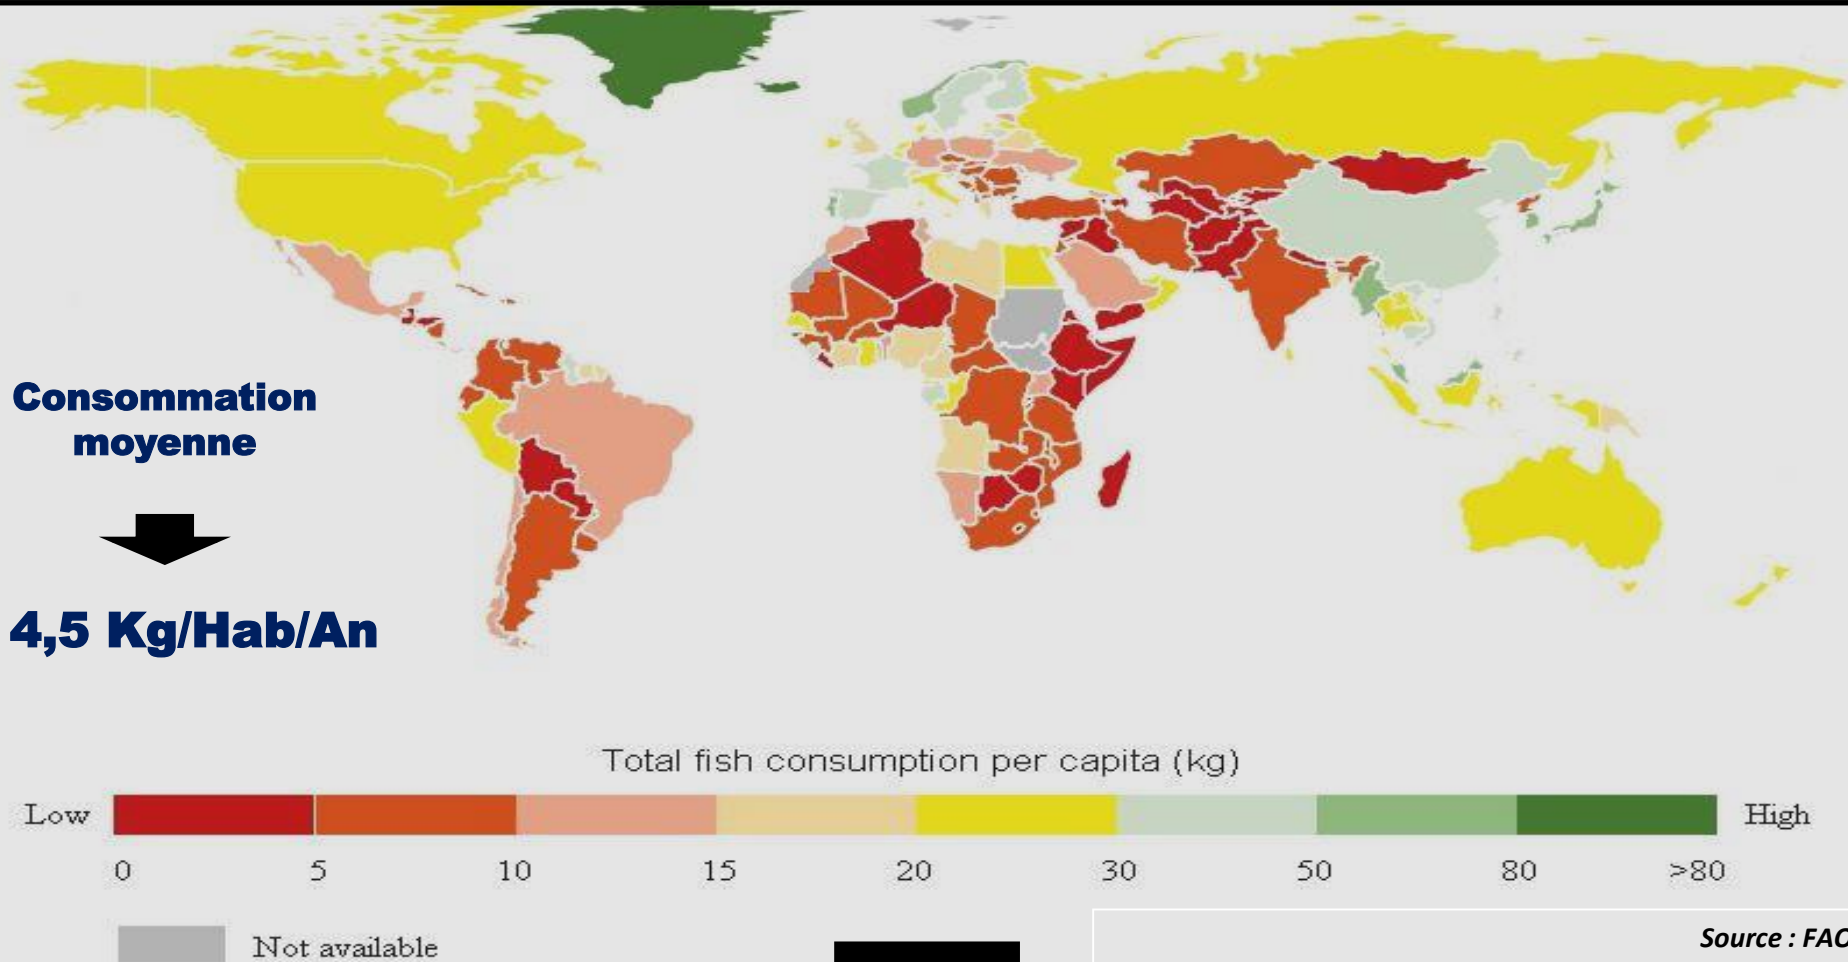 Consommation
moyenne
4,5 Kg/Hab/An
Total fish consumption per capita (kg)
Low
High
0 5 10 15 20 30 50 80 >80
Not available
Source : FAO